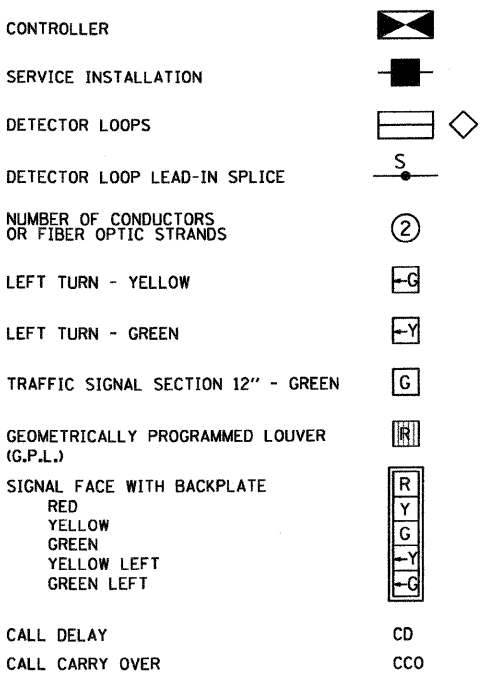 CONTROLLER
SERVICE INSTALLATION
DETECTOR LOOPS
DETECTOR LOOP LEAD-IN SPLICE S
NUMBER OF CONDUCTORS
OR FIBER OPTIC STRANDS 2
LEFT TURN - YELLOW ←G
LEFT TURN - GREEN ←Y
TRAFFIC SIGNAL SECTION 12" - GREEN G
GEOMETRICALLY PROGRAMMED LOUVER R
(G.P.L.)
SIGNAL FACE WITH BACKPLATE R
RED Y
YELLOW G
GREEN ←Y
YELLOW LEFT ←G
GREEN LEFT
CALL DELAY CD
CALL CARRY OVER CCO